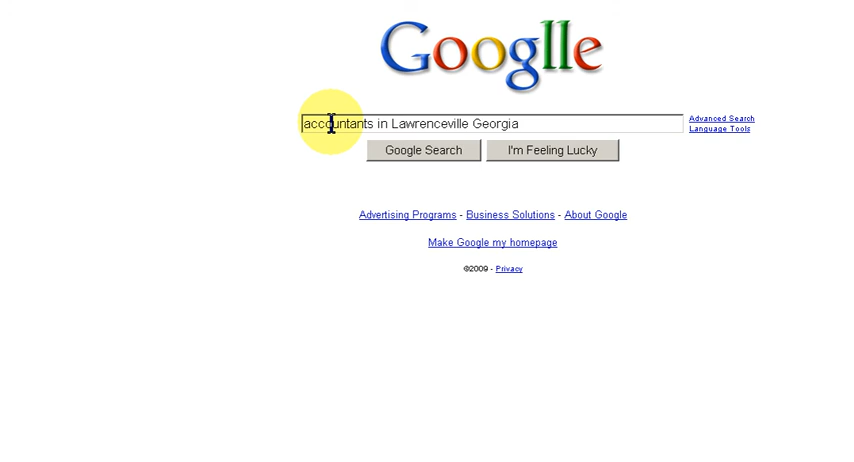 Googlle
accountants in Lawrenceville Georgia
Advanced Search
Language Tools
Google Search
I'm Feeling Lucky
Advertising Programs - Business Solutions - About Google
Make Google my homepage
©2009 - Privacy